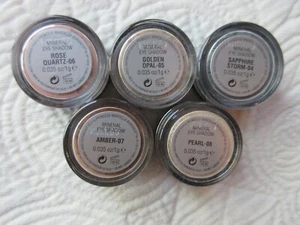 MINERAL
EYE SHADOW
ROSE
QUARTZ-06
0.035 oz/1g
MINERAL
EYE SHADOW
GOLDEN
OPAL-05
0.035 oz/1g
MINERAL
EYE SHADOW
SAPPHIRE
STORM-04
0.035 oz/1g
MINERAL
EYE SHADOW
AMBER-07
0.035 oz/1g
MINERAL
EYE SHADOW
PEARL-08
0.035 oz/1g